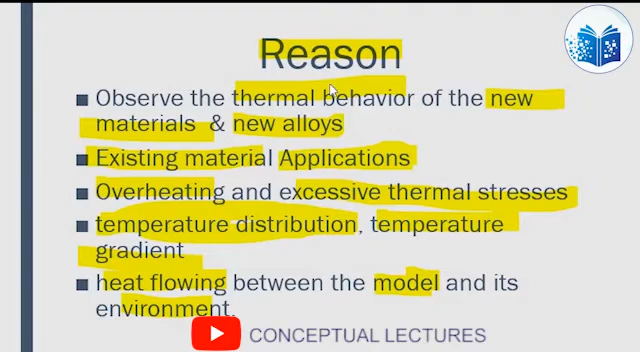 Reason
■ Observe the thermal behavior of the new
materials & new alloys
■ Existing material Applications
■ Overheating and excessive thermal stresses
■ temperature distribution, temperature
gradient
■ heat flowing between the model and its
environment.
CONCEPTUAL LECTURES